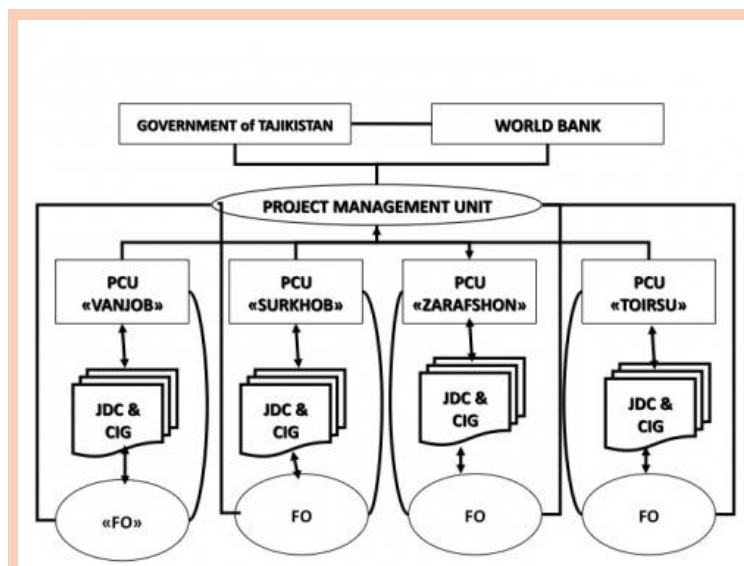 GOVERNMENT of TAJIKISTAN
WORLD BANK
PROJECT MANAGEMENT UNIT
PCU
«VANJOB»
PCU
«SURKHOB»
PCU
«ZARAFSHON»
PCU
«TOIRSU»
JDC &
CIG
JDC &
CIG
JDC &
CIG
JDC &
CIG
«FO»
FO
FO
FO